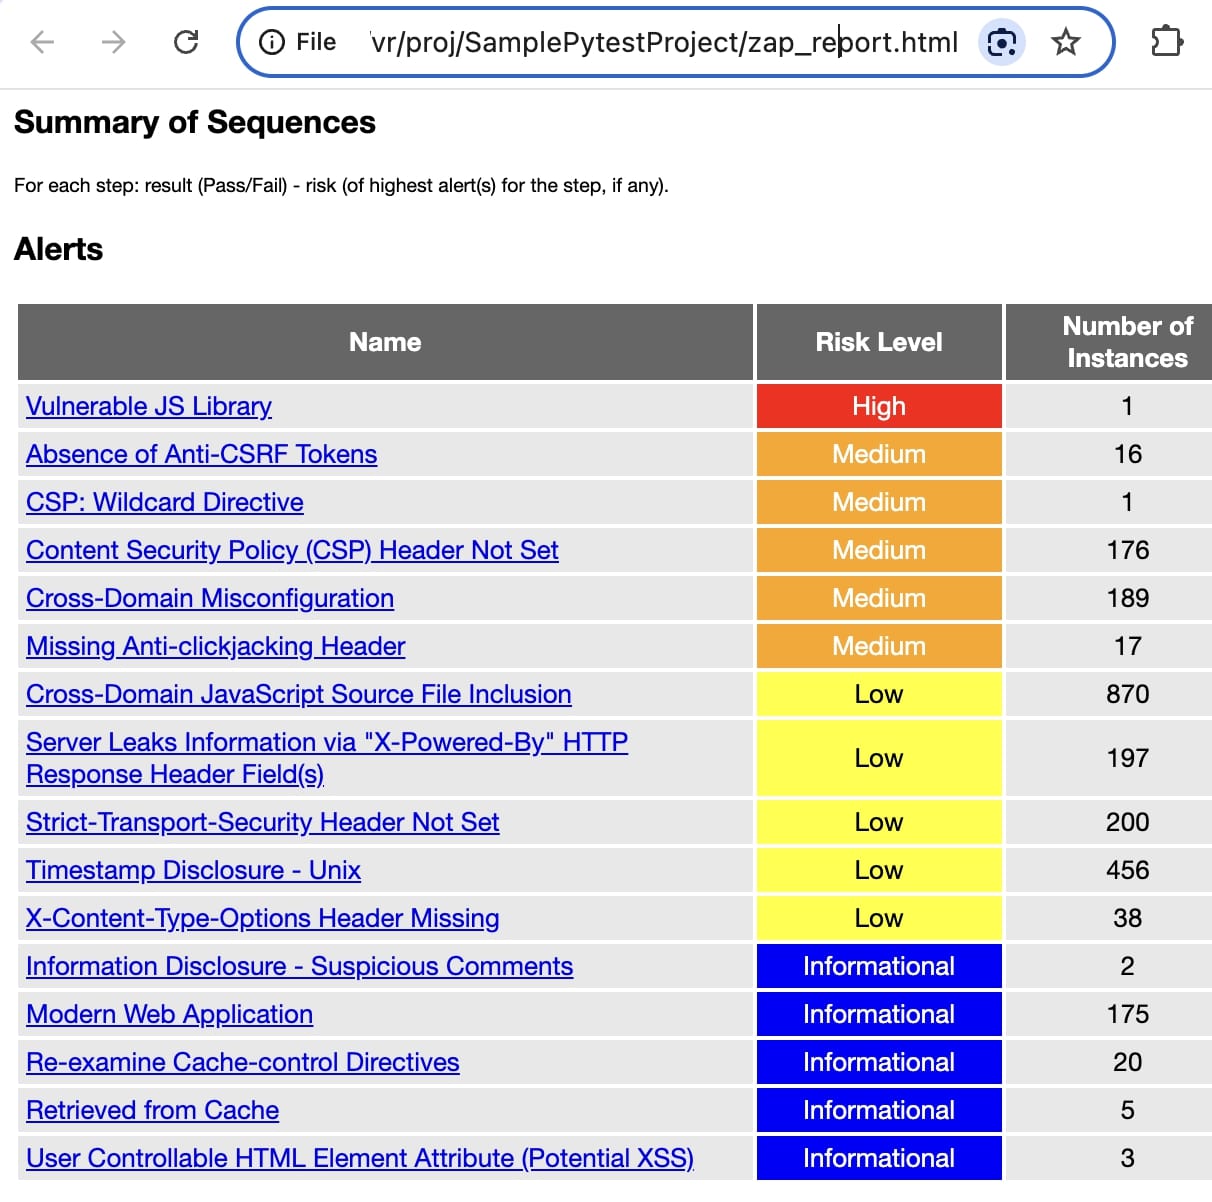 File vr/proj/SamplePytestProject/zap_report.html
Summary of Sequences
For each step: result (Pass/Fail) - risk (of highest alert(s) for the step, if any).
Alerts
Name Risk Level Number of
Instances
Vulnerable JS Library High 1
Absence of Anti-CSRF Tokens Medium 16
CSP: Wildcard Directive Medium 1
Content Security Policy (CSP) Header Not Set Medium 176
Cross-Domain Misconfiguration Medium 189
Missing Anti-clickjacking Header Medium 17
Cross-Domain JavaScript Source File Inclusion Low 870
Server Leaks Information via "X-Powered-By" HTTP
Response Header Field(s) Low 197
Strict-Transport-Security Header Not Set Low 200
Timestamp Disclosure - Unix Low 456
X-Content-Type-Options Header Missing Low 38
Information Disclosure - Suspicious Comments Informational 2
Modern Web Application Informational 175
Re-examine Cache-control Directives Informational 20
Retrieved from Cache Informational 5
User Controllable HTML Element Attribute (Potential XSS) Informational 3